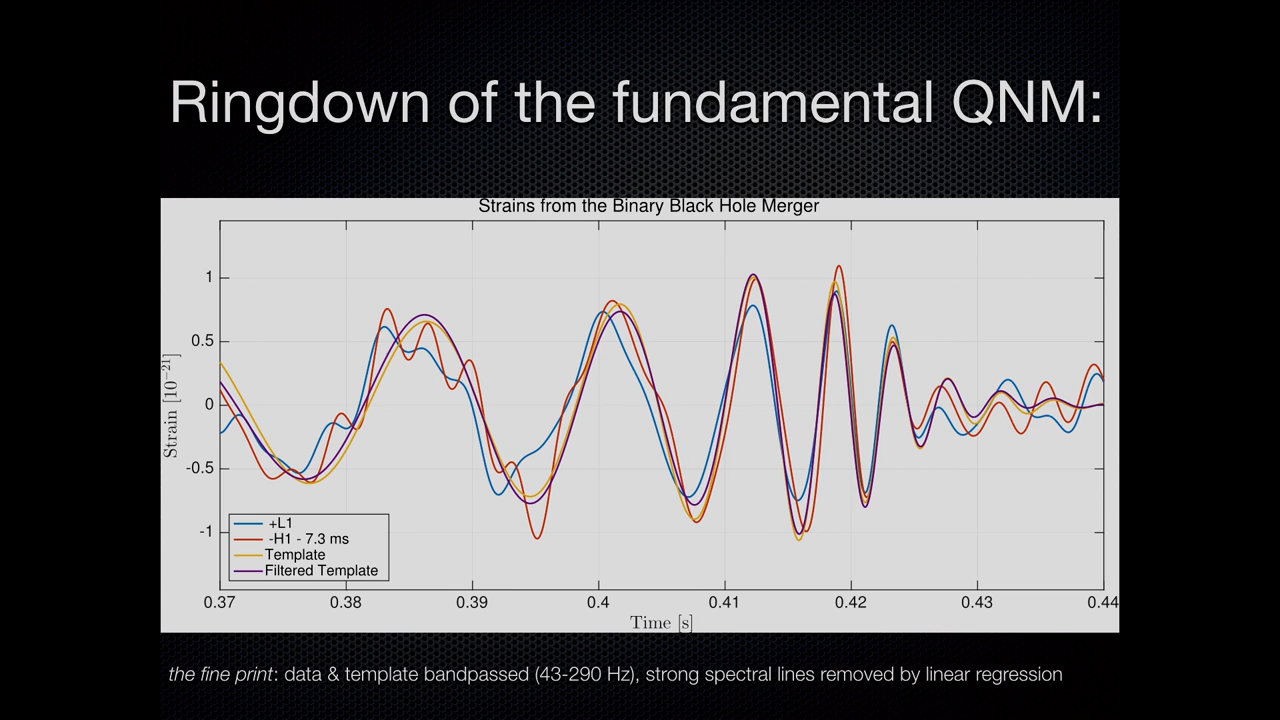 Ringdown of the fundamental QNM:
Strains from the Binary Black Hole Merger
1
0.5
0
-0.5
-1
Strain [10⁻²¹]
+L1
-H1 - 7.3 ms
Template
Filtered Template
0.37 0.38 0.39 0.4 0.41 0.42 0.43 0.44
Time [s]
the fine print: data & template bandpassed (43-290 Hz), strong spectral lines removed by linear regression